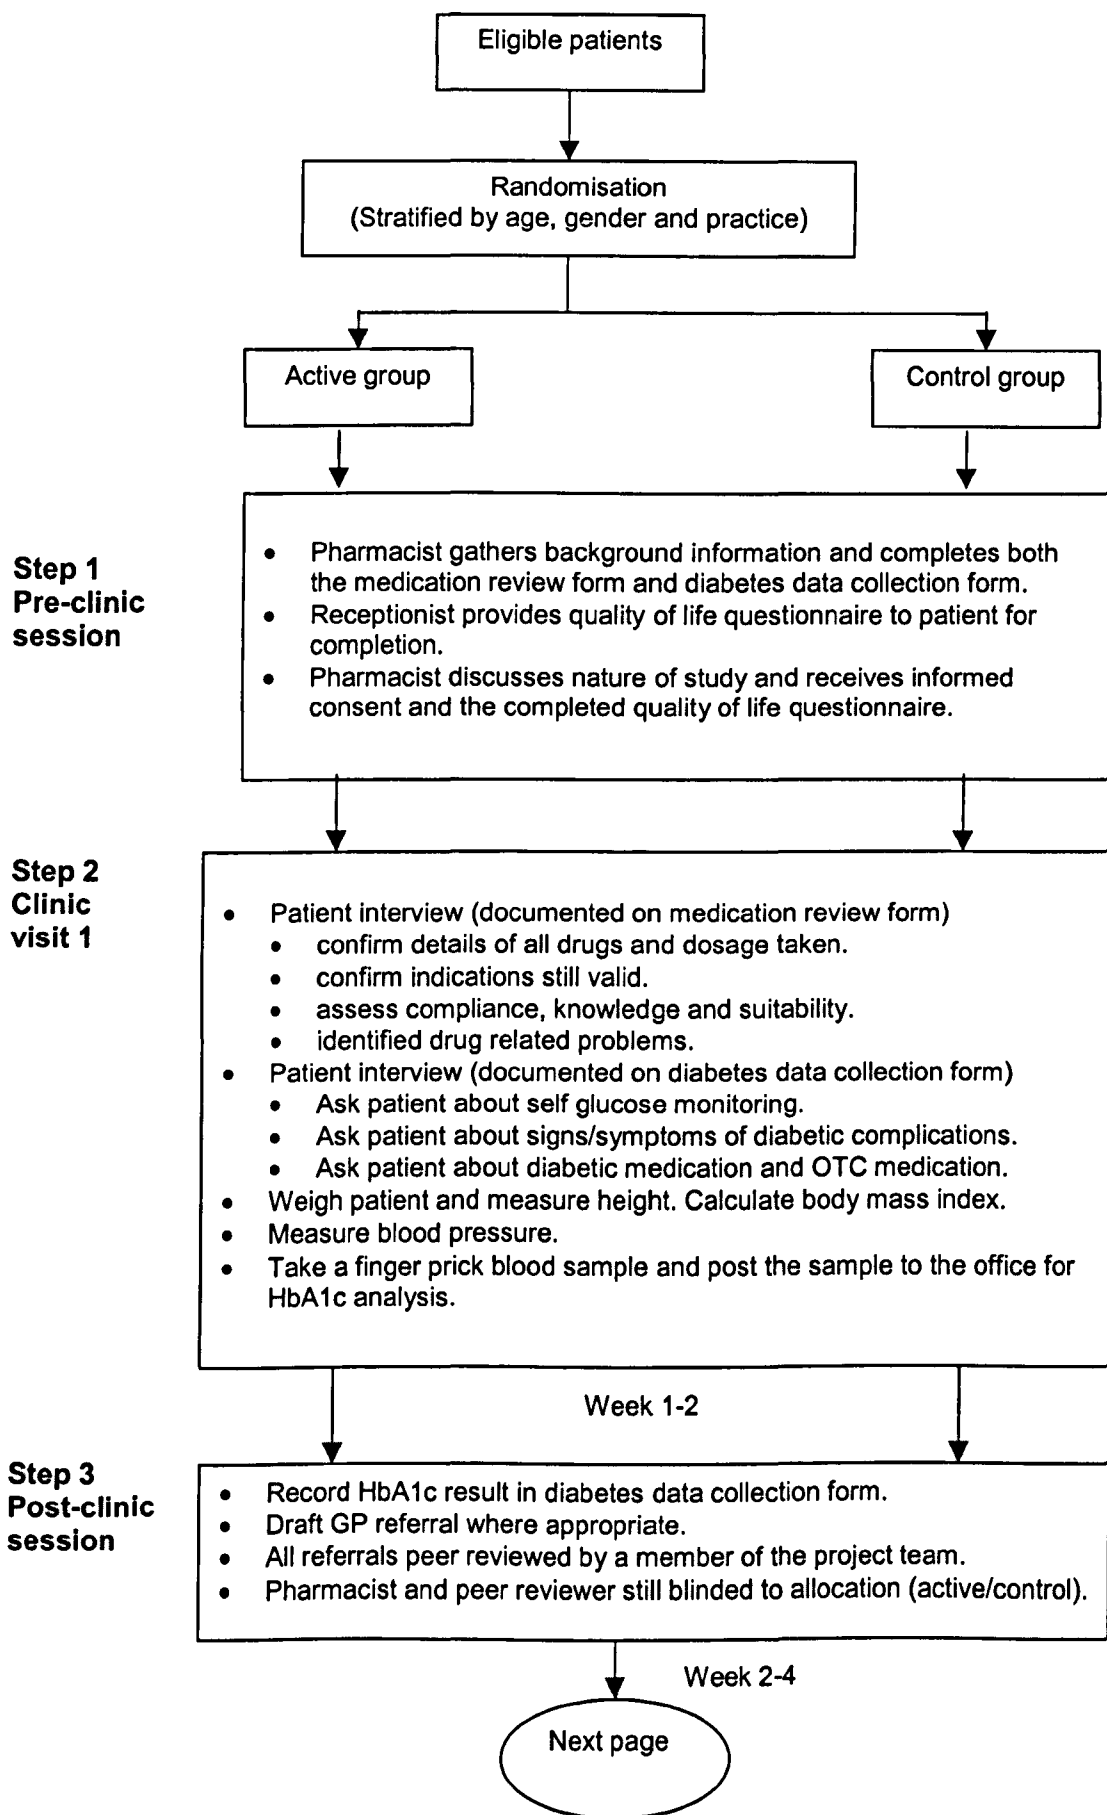 Eligible patients
Randomisation
(Stratified by age, gender and practice)
Active group
Control group
Step 1
Pre-clinic
session
• Pharmacist gathers background information and completes both
the medication review form and diabetes data collection form.
• Receptionist provides quality of life questionnaire to patient for
completion.
• Pharmacist discusses nature of study and receives informed
consent and the completed quality of life questionnaire.
Step 2
Clinic
visit 1
• Patient interview (documented on medication review form)
• confirm details of all drugs and dosage taken.
• confirm indications still valid.
• assess compliance, knowledge and suitability.
• identified drug related problems.
• Patient interview (documented on diabetes data collection form)
• Ask patient about self glucose monitoring.
• Ask patient about signs/symptoms of diabetic complications.
• Ask patient about diabetic medication and OTC medication.
• Weigh patient and measure height. Calculate body mass index.
• Measure blood pressure.
• Take a finger prick blood sample and post the sample to the office for
HbA1c analysis.
Week 1-2
Step 3
Post-clinic
session
• Record HbA1c result in diabetes data collection form.
• Draft GP referral where appropriate.
• All referrals peer reviewed by a member of the project team.
• Pharmacist and peer reviewer still blinded to allocation (active/control).
Week 2-4
Next page